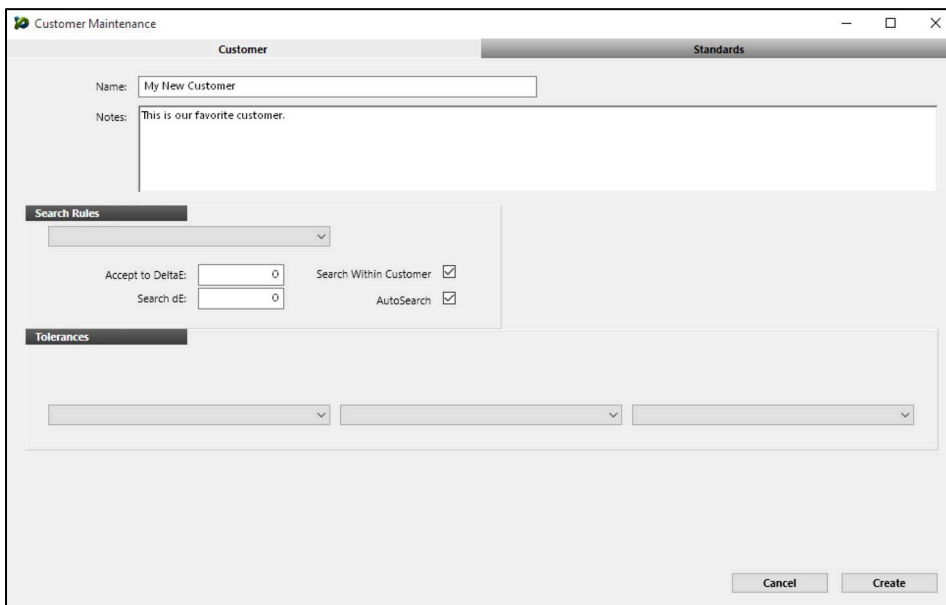 Customer Maintenance
Customer Standards
Name: My New Customer
Notes: This is our favorite customer.
Search Rules
Accept to DeltaE: 0 Search Within Customer
Search dE: 0 AutoSearch
Tolerances
Cancel Create